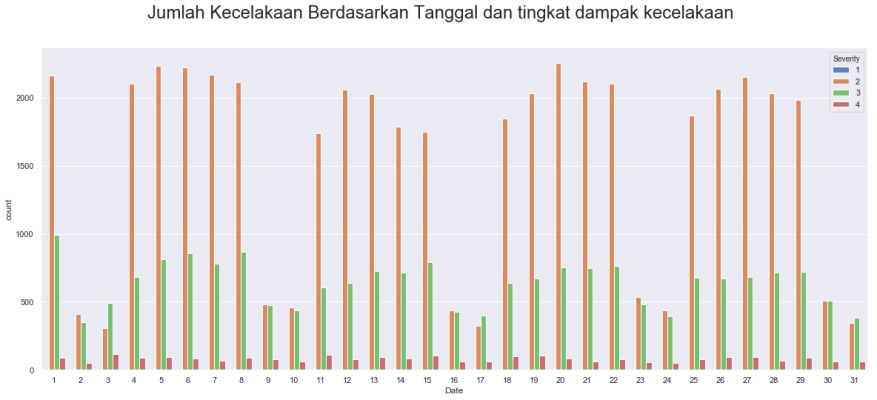 Jumlah Kecelakaan Berdasarkan Tanggal dan tingkat dampak kecelakaan
Severity
1
2
3
4
2000
1500
1000
500
0
count
1 2 3 4 5 6 7 8 9 10 11 12 13 14 15 16 17 18 19 20 21 22 23 24 25 26 27 28 29 30 31
Date